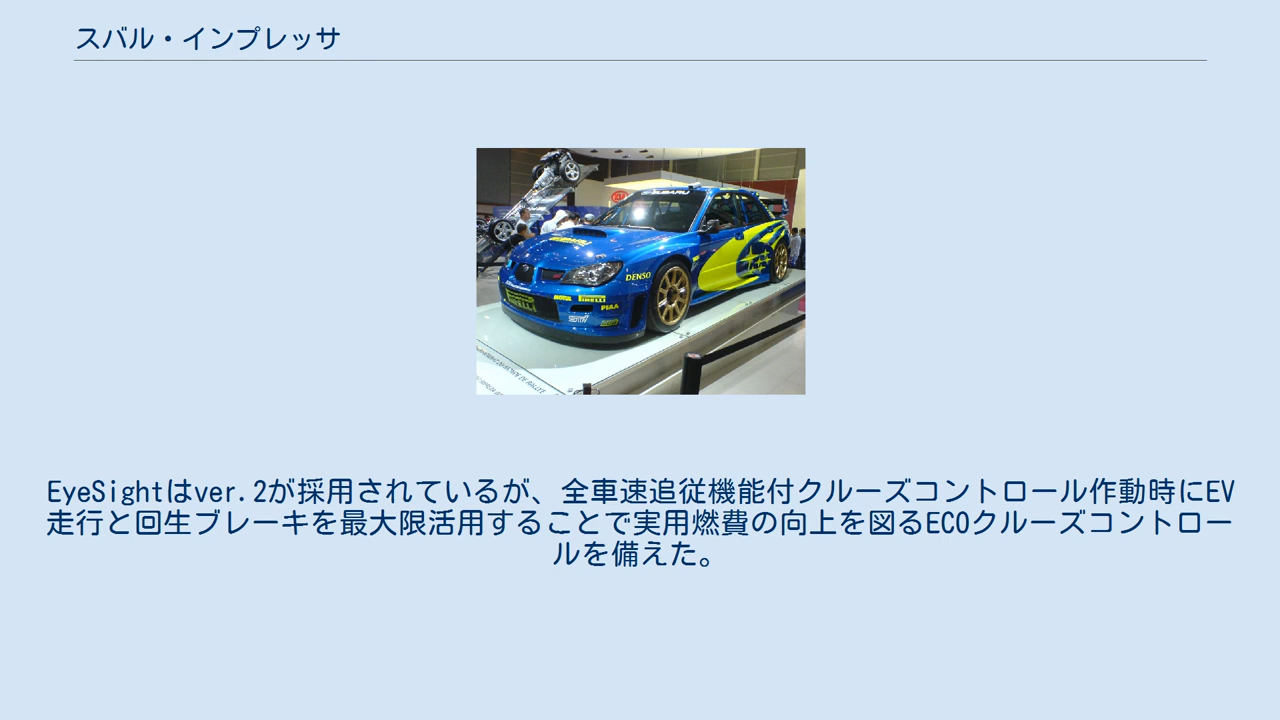 スバル・インプレッサ
SUBARU
DENSO
PIRELLI
PIAA
PIRELLI
EyeSightはver.2が採用されているが、全車速追従機能付クルーズコントロール作動時にEV
走行と回生ブレーキを最大限活用することで実用燃費の向上を図るECOクルーズコントロー
ルを備えた。